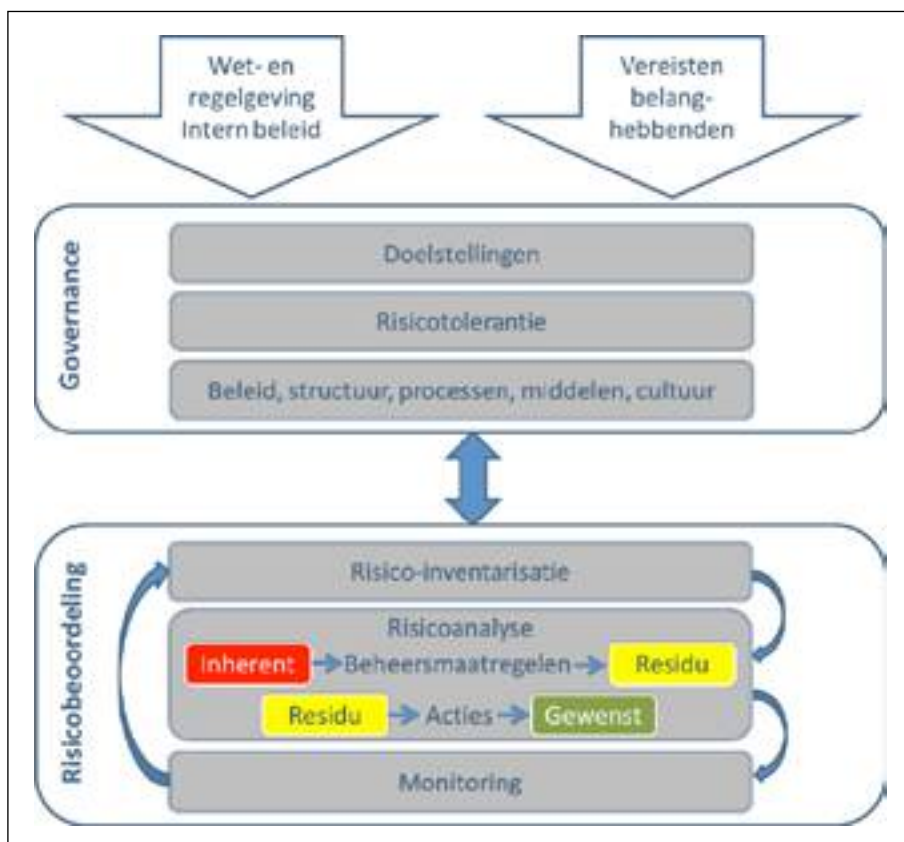 Wet- en
regelgeving
Intern beleid
Vereisten
belang-
hebbenden
Governance
Doelstellingen
Risicotolerantie
Beleid, structuur, processen, middelen, cultuur
Risicobeoordeling
Risico-inventarisatie
Risicoanalyse
Inherent Beheersmaatregelen Residu
Residu Acties Gewenst
Monitoring